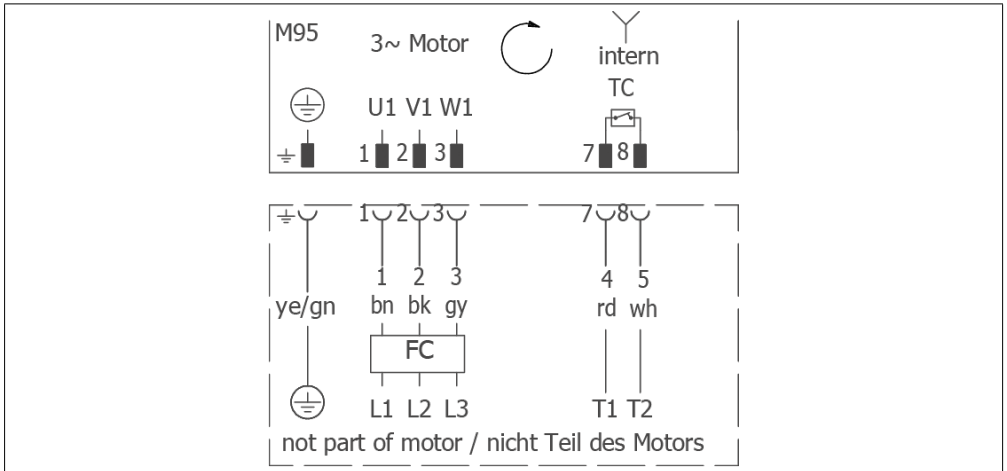 M95
3~ Motor
intern
TC
U1 V1 W1
1 2 3 7 8
1 2 3 7 8
1 2 3 4 5
ye/gn bn bk gy rd wh
FC
L1 L2 L3 T1 T2
not part of motor / nicht Teil des Motors